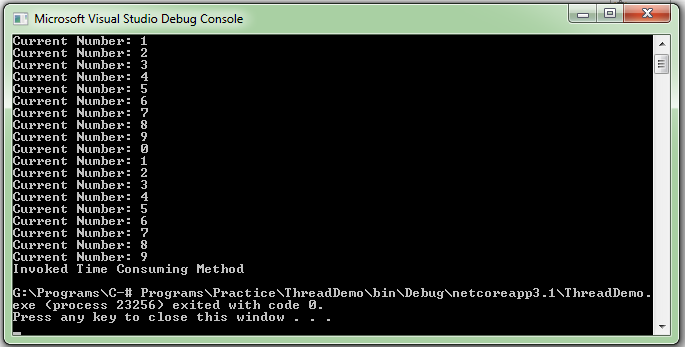 Microsoft Visual Studio Debug Console
Current Number: 1
Current Number: 2
Current Number: 3
Current Number: 4
Current Number: 5
Current Number: 6
Current Number: 7
Current Number: 8
Current Number: 9
Current Number: 0
Current Number: 1
Current Number: 2
Current Number: 3
Current Number: 4
Current Number: 5
Current Number: 6
Current Number: 7
Current Number: 8
Current Number: 9
Invoked Time Consuming Method
G:\Programs\C-# Programs\Practice\ThreadDemo\bin\Debug\netcoreapp3.1\ThreadDemo.
exe (process 23256) exited with code 0.
Press any key to close this window . . .